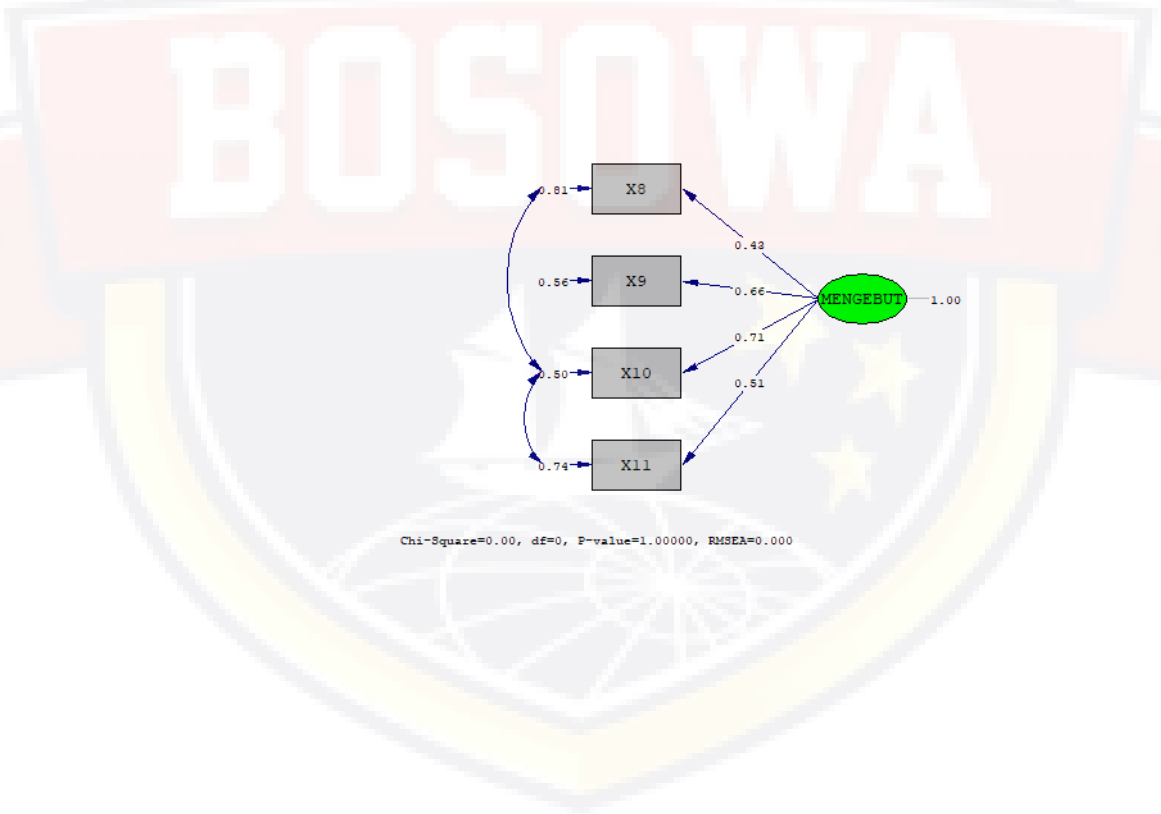 BOSOWA
0.81 X8
0.43
0.56 X9
0.66
MENGEBUT 1.00
0.71
0.50 X10
0.51
0.74 X11
Chi-Square=0.00, df=0, P-value=1.00000, RMSEA=0.000